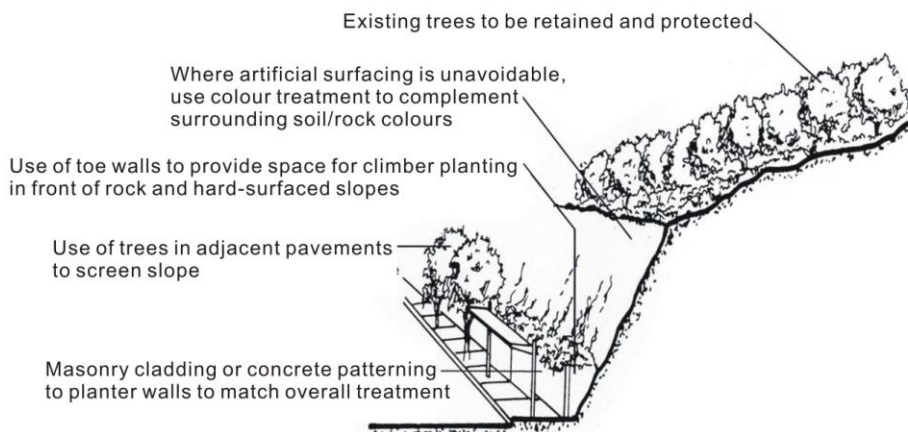 Existing trees to be retained and protected
Where artificial surfacing is unavoidable,
use colour treatment to complement
surrounding soil/rock colours
Use of toe walls to provide space for climber planting
in front of rock and hard-surfaced slopes
Use of trees in adjacent pavements
to screen slope
Masonry cladding or concrete patterning
to planter walls to match overall treatment